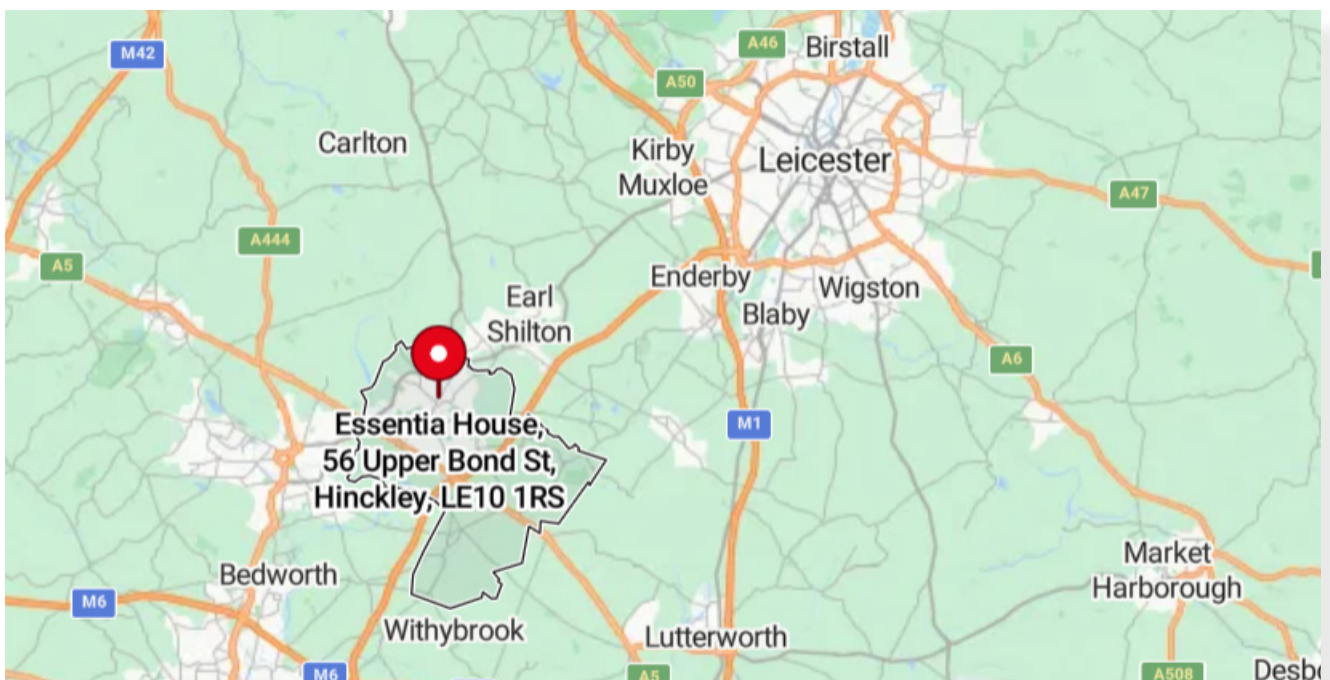 M42
A46
Birstall
A50
Carlton
Kirby
Muxloe
Leicester
A47
A444
A5
Enderby
Wigston
Earl
Shilton
Blaby
A6
Essentia House,
56 Upper Bond St,
Hinckley, LE10 1RS
M1
Market
Harborough
Bedworth
M6
Withybrook
Lutterworth
M6
A5
A508